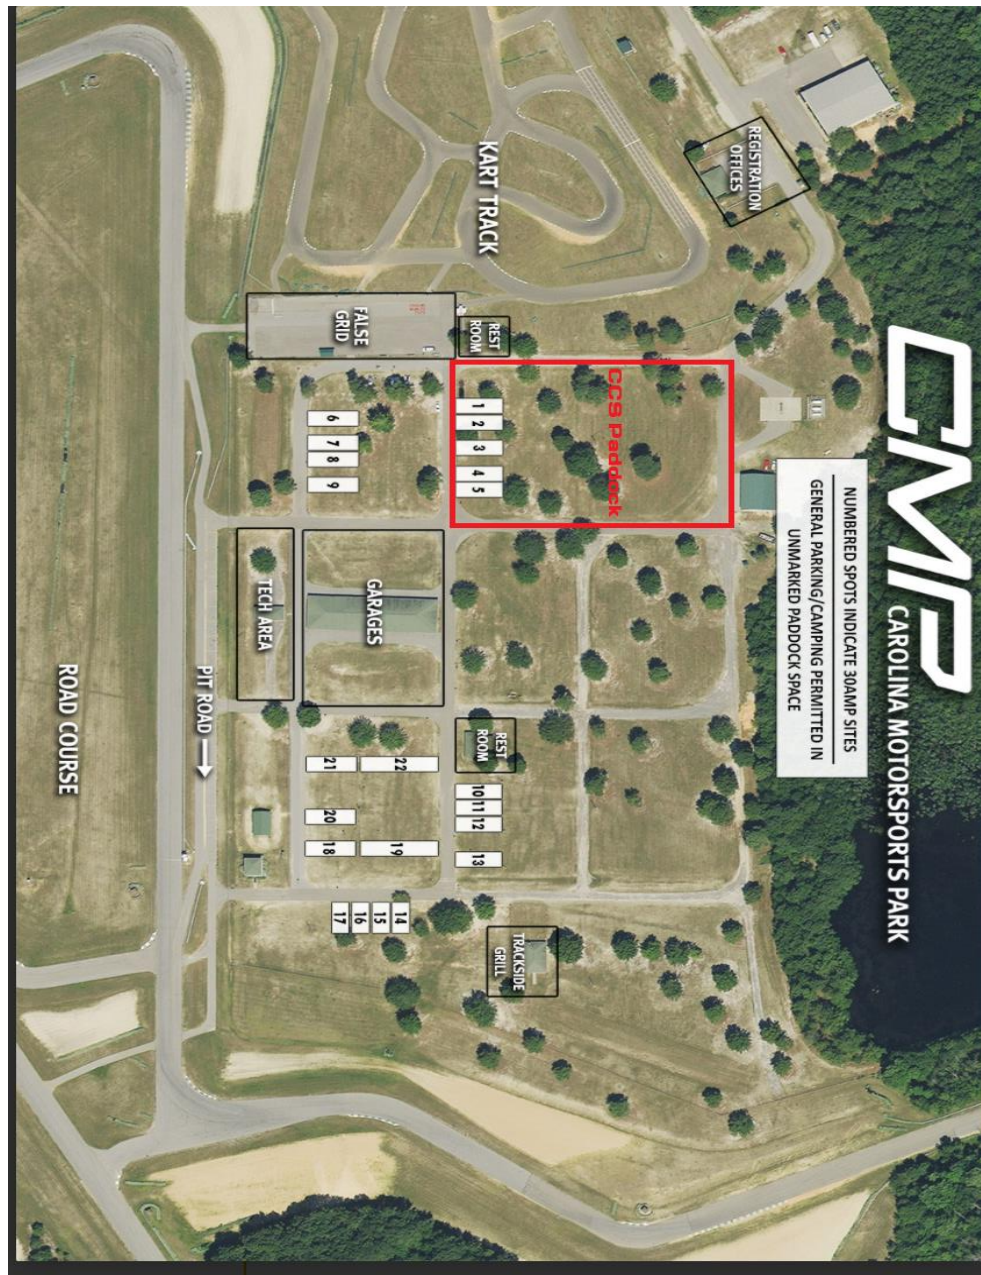 CMP CAROLINA MOTORSPORTS PARK
NUMBERED SPOTS INDICATE 30AMP SITES
GENERAL PARKING/CAMPING PERMITTED IN
UNMARKED PADDOCK SPACE
REGISTRATION
OFFICES
KART TRACK
REST
ROOM
FALSE
GRID
CCS Paddock
1
2
3
4
5
6
7
8
9
GARAGES
TECH AREA
PIT ROAD
ROAD COURSE
REST
ROOM
22
21
10
11
12
20
13
19
18
14
15
16
17
TRACKSIDE
GRILL